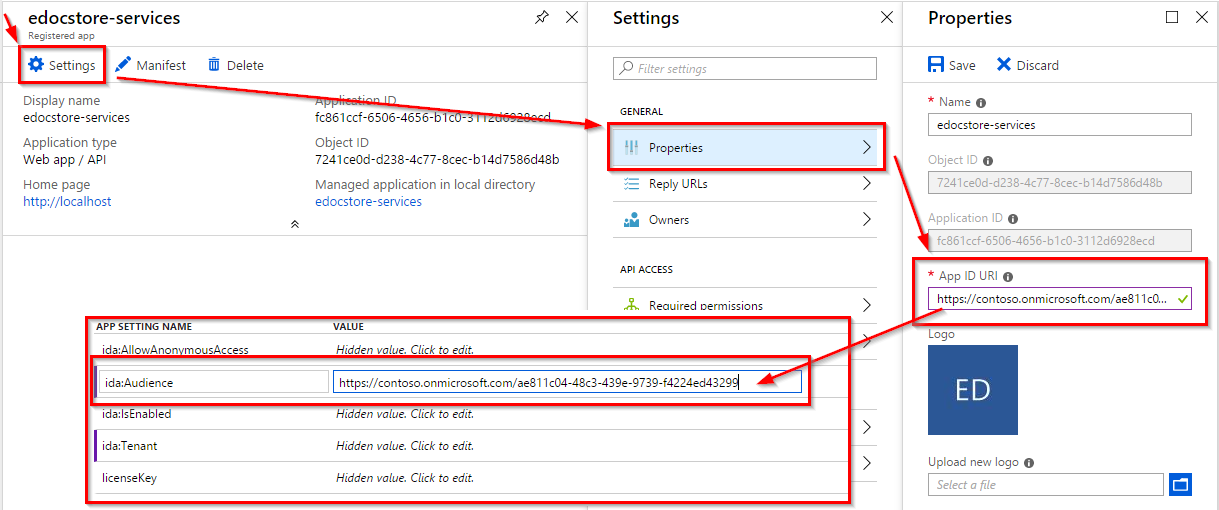 edocstore-services
Registered app
Settings
Manifest
Delete
Display name
edocstore-services
Application type
Web app / API
Home page
http://localhost
Application ID
fc861ccf-6506-4656-b1c0-3112d6928ecd
Object ID
7241ce0d-d238-4c77-8cec-b14d7586d48b
Managed application in local directory
edocstore-services
Settings
Filter settings
GENERAL
Properties
Reply URLs
Owners
API ACCESS
Required permissions
Properties
Save
Discard
* Name
edocstore-services
Object ID
7241ce0d-d238-4c77-8cec-b14d7586d48b
Application ID
fc861ccf-6506-4656-b1c0-3112d6928ecd
* App ID URI
https://contoso.onmicrosoft.com/ae811c0...
Logo
ED
Upload new logo
Select a file
APP SETTING NAME VALUE
ida:AllowAnonymousAccess Hidden value. Click to edit.
ida:Audience https://contoso.onmicrosoft.com/ae811c04-48c3-439e-9739-f4224ed43299
ida:IsEnabled Hidden value. Click to edit.
ida:Tenant Hidden value. Click to edit.
licenseKey Hidden value. Click to edit.